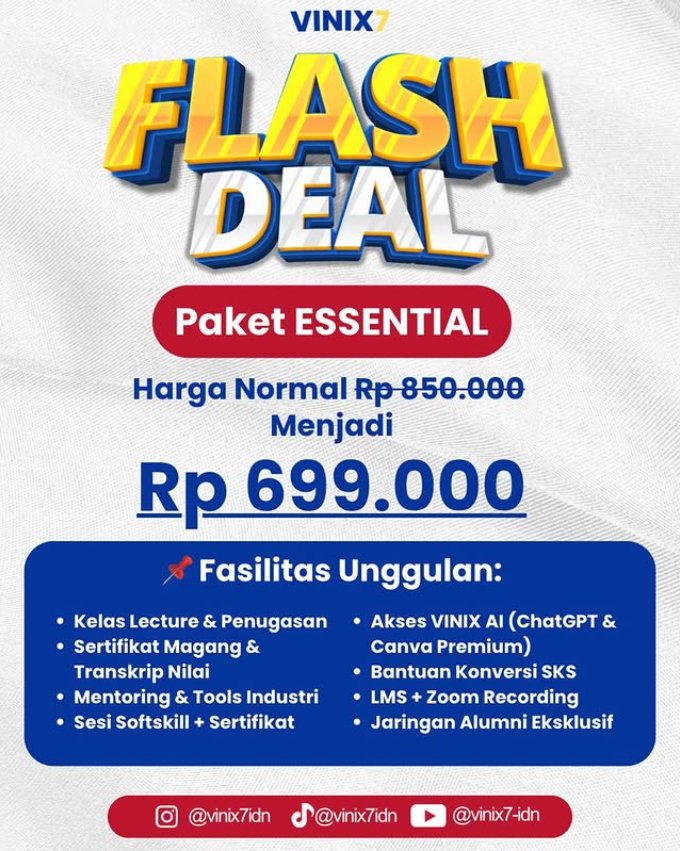 VINIX7
FLASH
DEAL
Paket ESSENTIAL
Harga Normal Rp 850.000
Menjadi
Rp 699.000
Fasilitas Unggulan:
• Kelas Lecture & Penugasan
• Sertifikat Magang &
Transkrip Nilai
• Mentoring & Tools Industri
• Sesi Softskill + Sertifikat
• Akses VINIX AI (ChatGPT &
Canva Premium)
• Bantuan Konversi SKS
• LMS + Zoom Recording
• Jaringan Alumni Eksklusif
@vinix7idn @vinix7idn @vinix7-idn